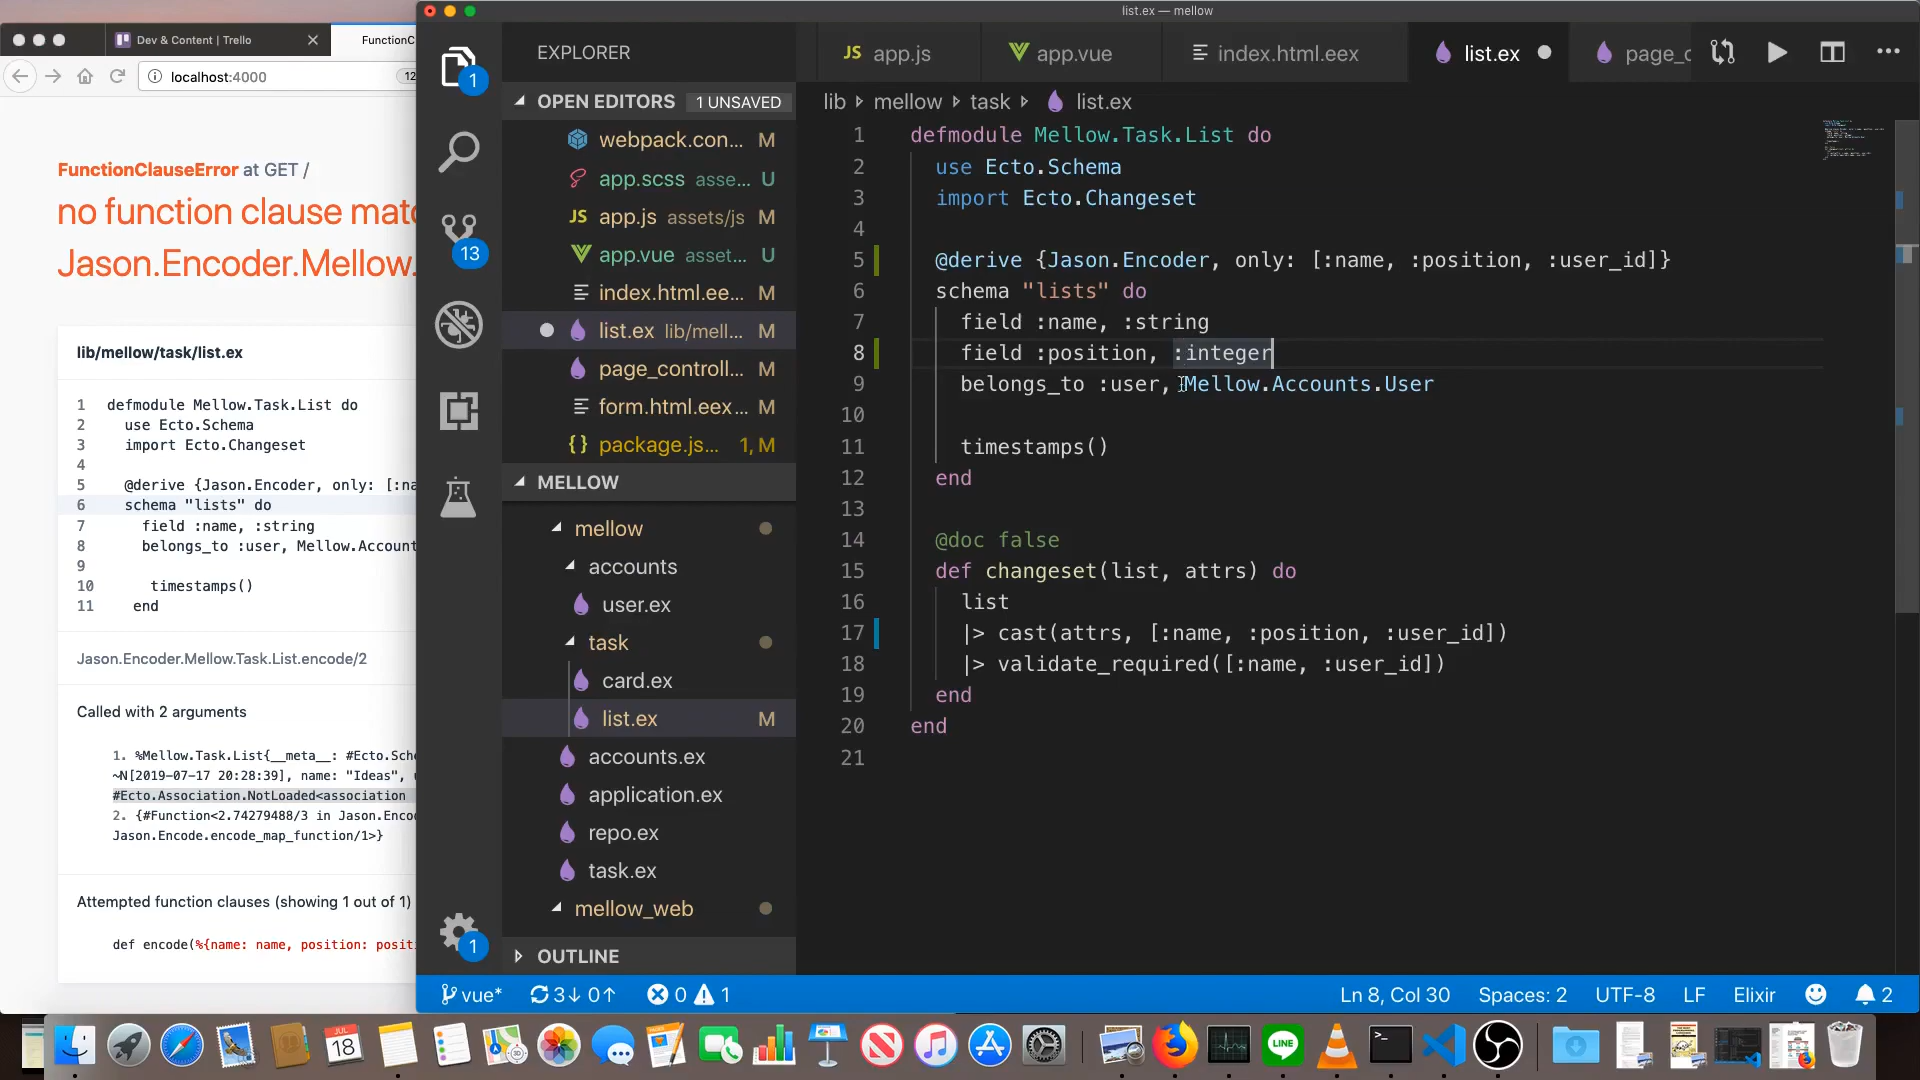 list.ex — mellow
Dev & Content | Trello
FunctionC
localhost:4000
12
FunctionClauseError at GET /
no function clause mat
Jason.Encoder.Mellow.
lib/mellow/task/list.ex
1 defmodule Mellow.Task.List do
2 use Ecto.Schema
3 import Ecto.Changeset
4
5 @derive {Jason.Encoder, only: [:na
6 schema "lists" do
7 field :name, :string
8 belongs_to :user, Mellow.Account
9
10 timestamps()
11 end
Jason.Encoder.Mellow.Task.List.encode/2
Called with 2 arguments
1. %Mellow.Task.List{__meta__: #Ecto.Sche
~N[2019-07-17 20:28:39], name: "Ideas", u
#Ecto.Association.NotLoaded<association
2. {#Function<2.74279488/3 in Jason.Enco
Jason.Encode.encode_map_function/1>}
Attempted function clauses (showing 1 out of 1)
def encode(%{name: name, position: positi
1
13
1
EXPLORER
OPEN EDITORS 1 UNSAVED
webpack.con... M
app.scss asse... U
JS app.js assets/js M
app.vue asset... U
index.html.ee... M
list.ex lib/mell... M
page_controll... M
form.html.eex... M
{} package.js... 1, M
MELLOW
mellow
accounts
user.ex
task
card.ex
list.ex M
accounts.ex
application.ex
repo.ex
task.ex
mellow_web
OUTLINE
JS app.js
app.vue
index.html.eex
list.ex
page_c
lib mellow task list.ex
1 defmodule Mellow.Task.List do
2 use Ecto.Schema
3 import Ecto.Changeset
4
5 @derive {Jason.Encoder, only: [:name, :position, :user_id]}
6 schema "lists" do
7 field :name, :string
8 field :position, :integer
9 belongs_to :user, Mellow.Accounts.User
10
11 timestamps()
12 end
13
14 @doc false
15 def changeset(list, attrs) do
16 list
17 |> cast(attrs, [:name, :position, :user_id])
18 |> validate_required([:name, :user_id])
19 end
20 end
21
vue* 3↓ 0↑ 0 1
Ln 8, Col 30 Spaces: 2 UTF-8 LF Elixir 2
JUL
18
LINE